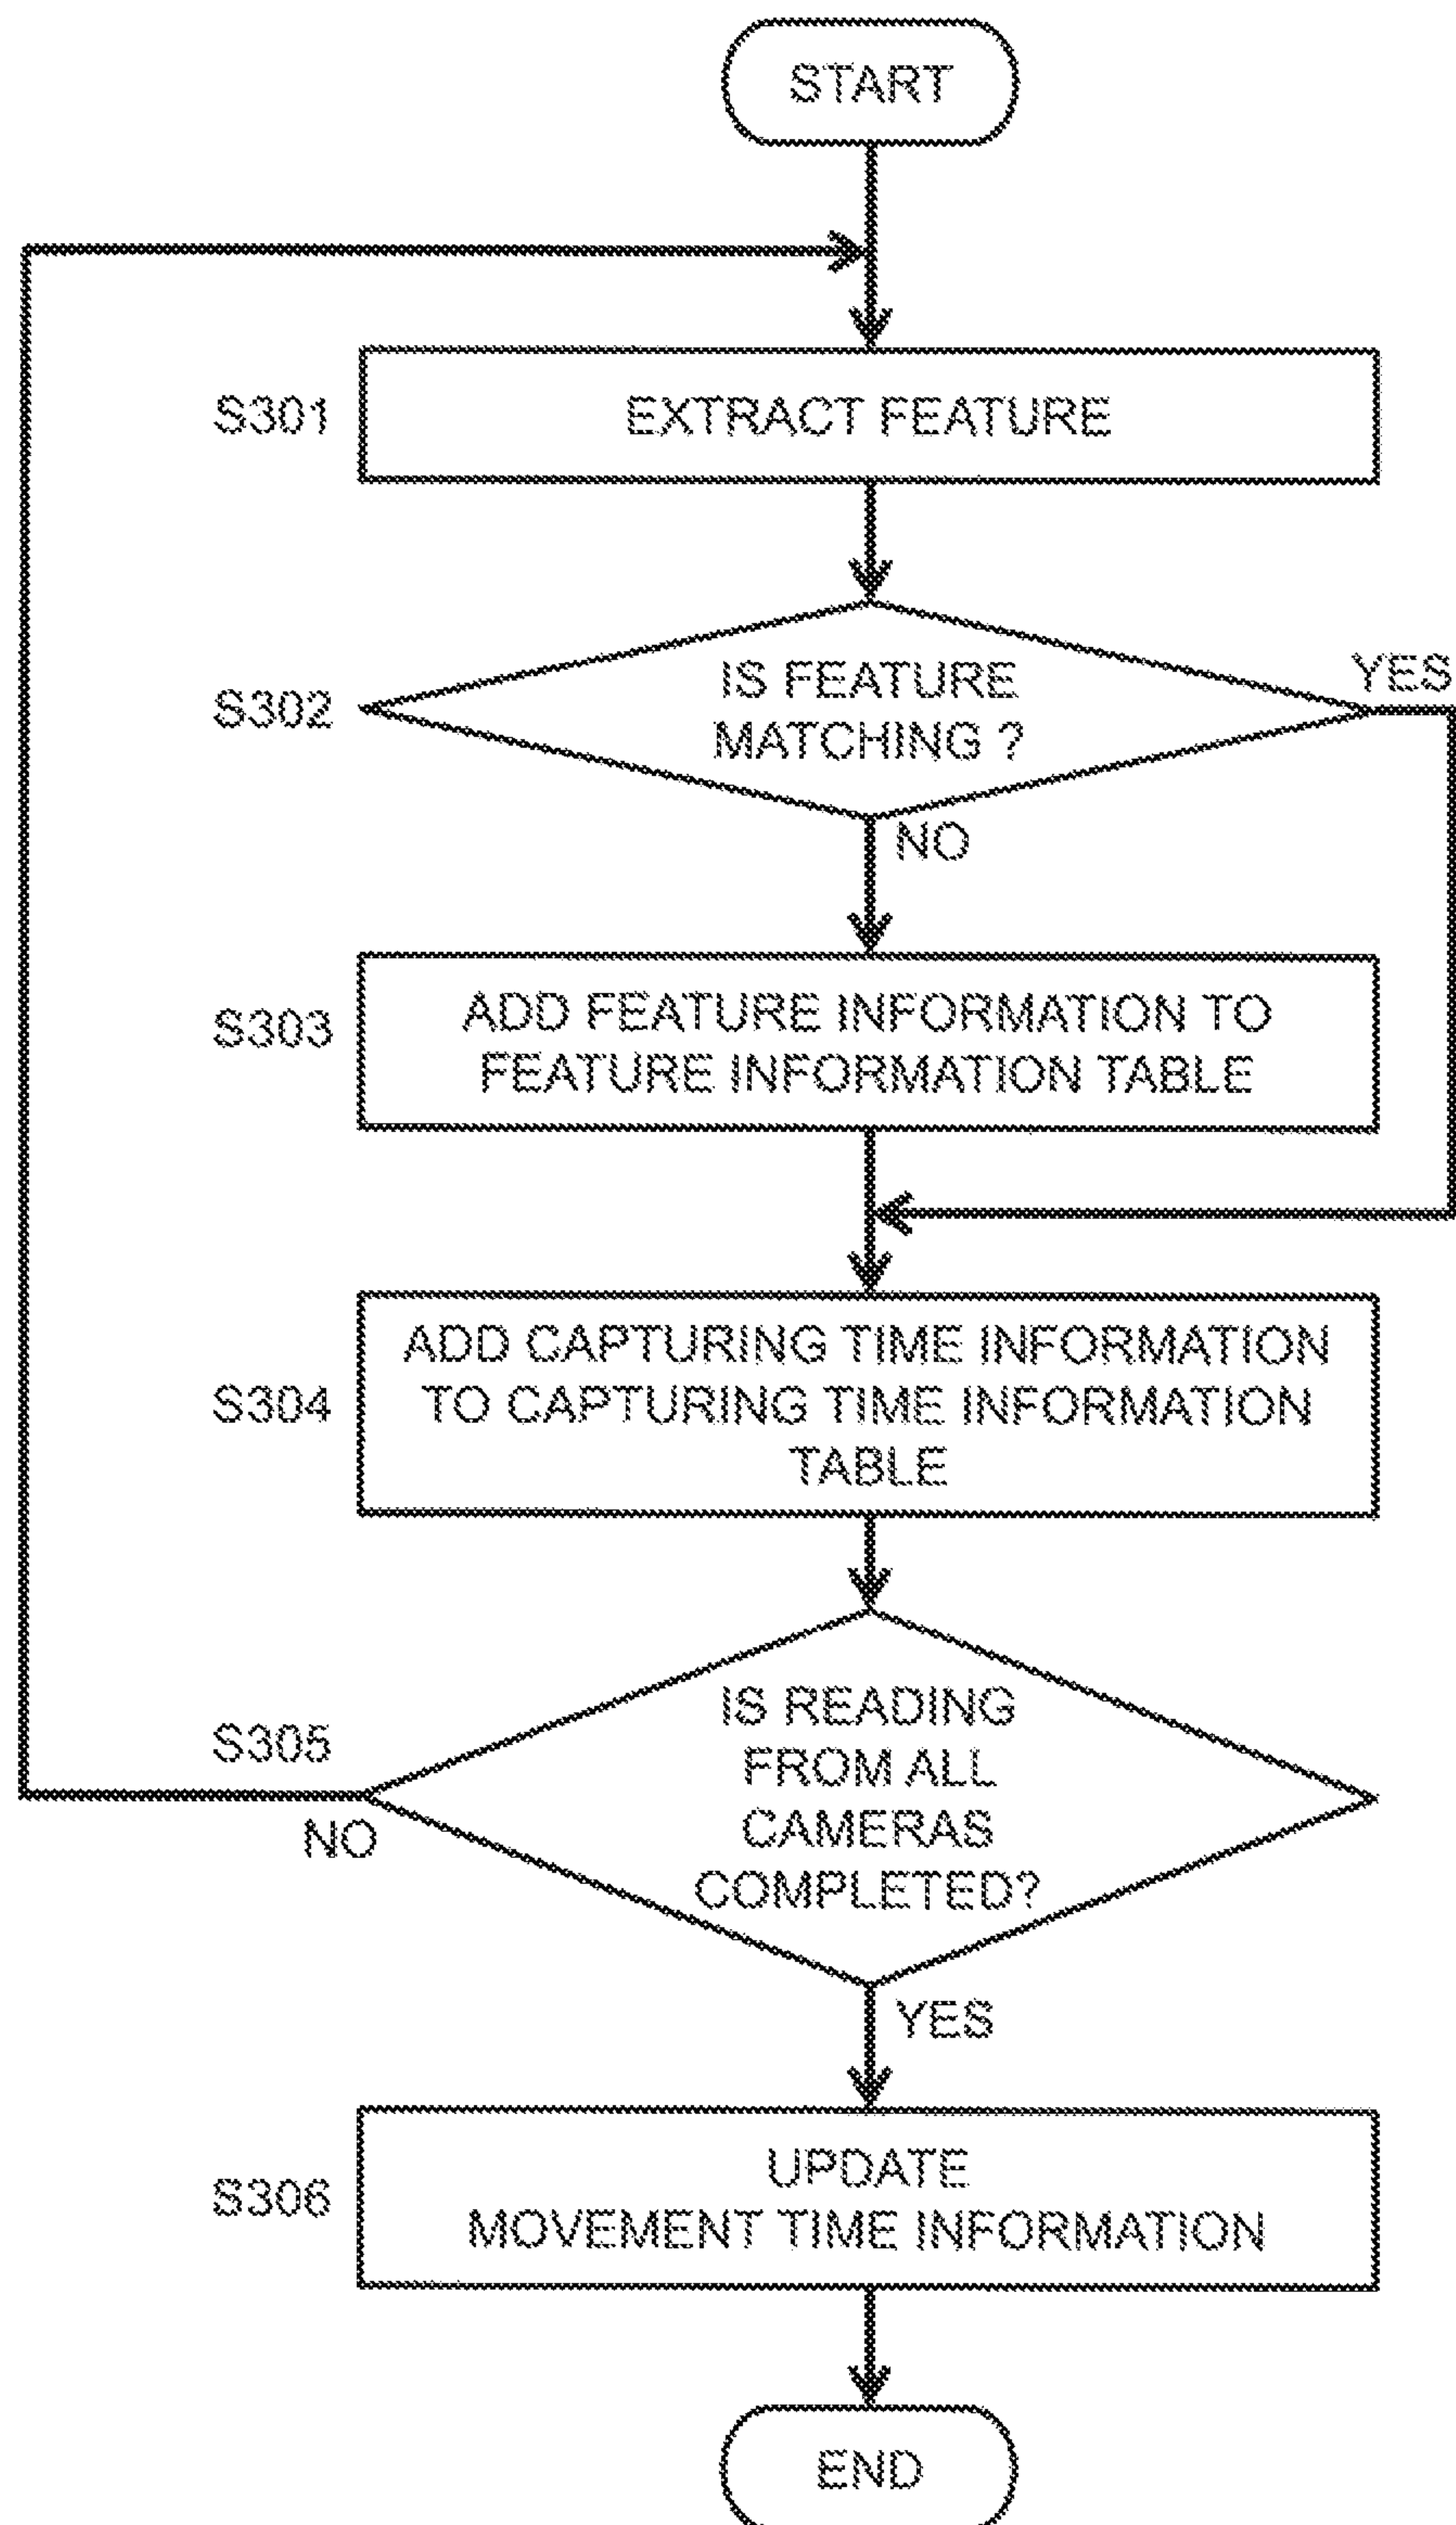 START
S301
EXTRACT FEATURE
S302
IS FEATURE
MATCHING ?
YES
NO
S303
ADD FEATURE INFORMATION TO
FEATURE INFORMATION TABLE
S304
ADD CAPTURING TIME INFORMATION
TO CAPTURING TIME INFORMATION
TABLE
S305
IS READING
FROM ALL
CAMERAS
COMPLETED?
NO
YES
S306
UPDATE
MOVEMENT TIME INFORMATION
END